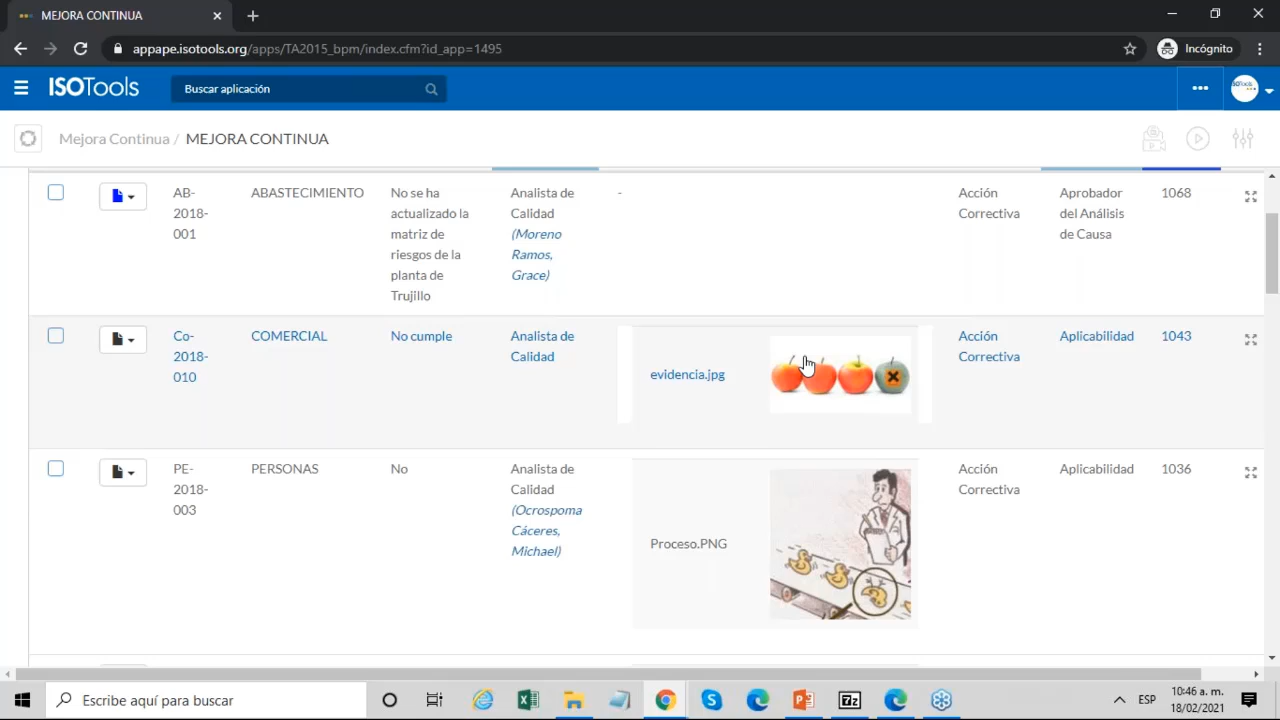 MEJORA CONTINUA
appape.isotools.org/apps/TA2015_bpm/index.cfm?id_app=1495
Incógnito
ISOTools
Buscar aplicación
Mejora Continua / MEJORA CONTINUA
AB-
2018-
001
ABASTECIMIENTO
No se ha
actualizado la
matriz de
riesgos de la
planta de
Trujillo
Analista de
Calidad
(Moreno
Ramos,
Grace)
-
Acción
Correctiva
Aprobador
del Análisis
de Causa
1068
Co-
2018-
010
COMERCIAL
No cumple
Analista de
Calidad
evidencia.jpg
Acción
Correctiva
Aplicabilidad
1043
PE-
2018-
003
PERSONAS
No
Analista de
Calidad
(Ocrospoma
Cáceres,
Michael)
Proceso.PNG
Acción
Correctiva
Aplicabilidad
1036
Escribe aquí para buscar
ESP
10:46 a. m.
18/02/2021